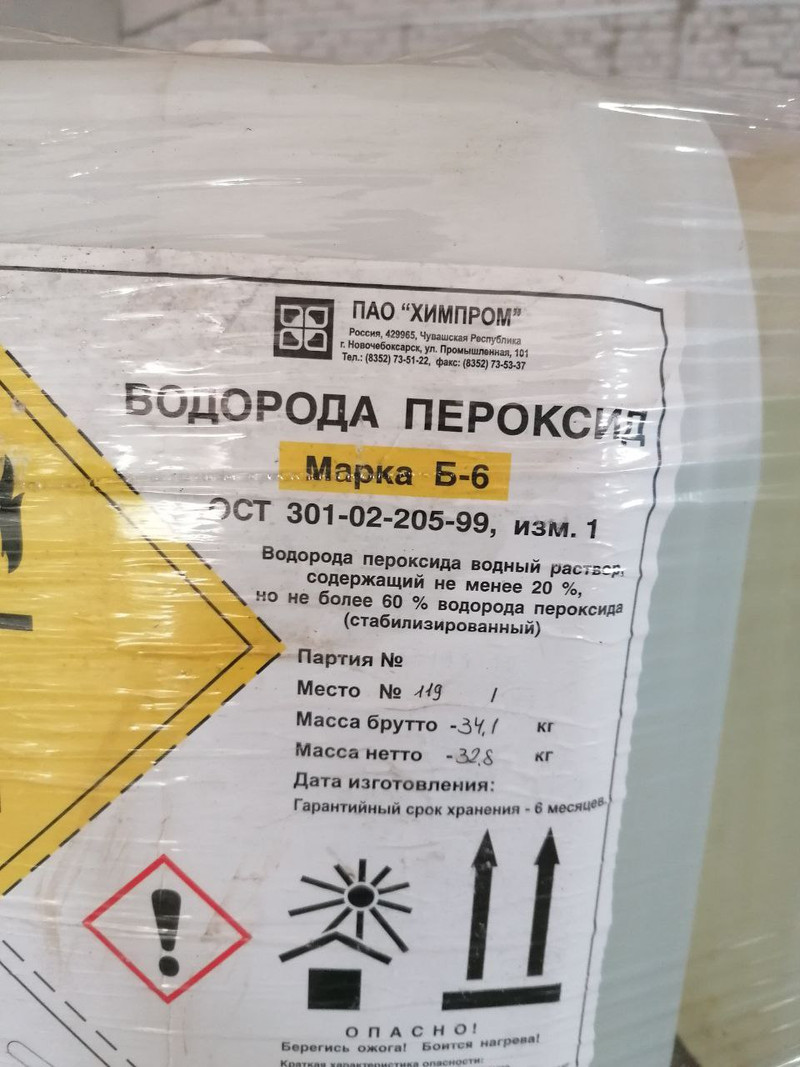 ПАО “ХИМПРОМ”
Россия, 429965, Чувашская Республика
г. Новочебоксарск, ул. Промышленная, 101
Тел.: (8352) 73-51-22, факс: (8352) 73-53-37
ВОДОРОДА ПЕРОКСИД
Марка Б-6
ОСТ 301-02-205-99, изм. 1
Водорода пероксида водный раствор,
содержащий не менее 20 %,
но не более 60 % водорода пероксида
(стабилизированный)
Партия №
Место № 119 /
Масса брутто -34,1 кг
Масса нетто -32,8 кг
Дата изготовления:
Гарантийный срок хранения - 6 месяцев.
ОПАСНО!
Берегись ожога! Боится нагрева!
Краткая характеристика опасности: